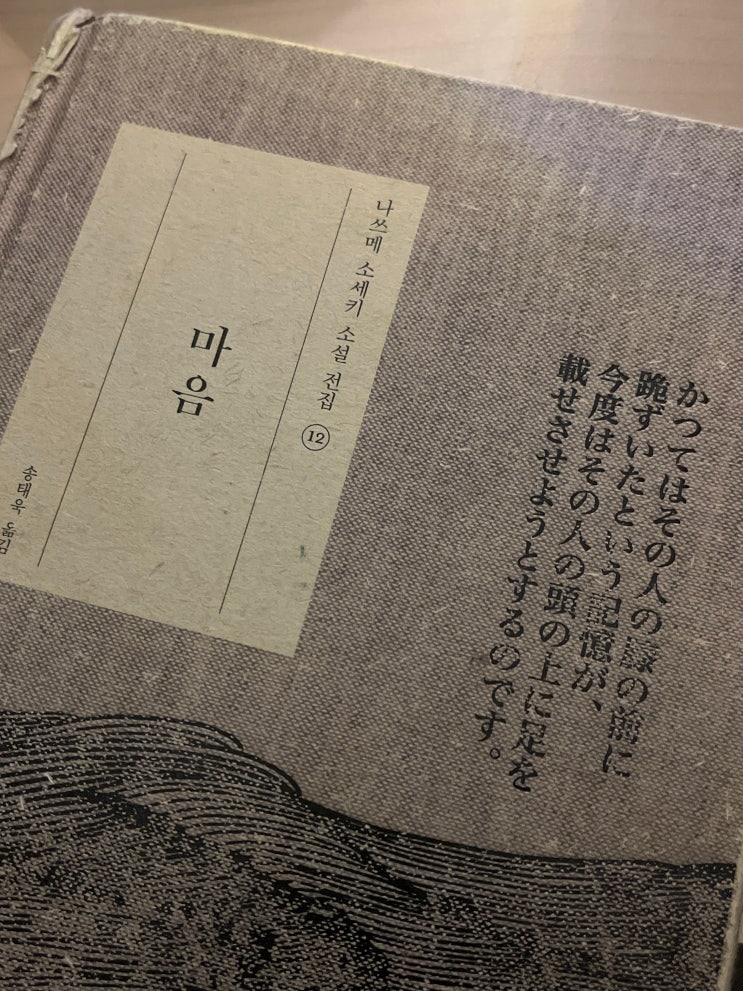 나쓰메 소세키 소설 전집 ⑫
마음
송태욱 옮김
かつてはその人の膝の前に
跪ずいたという記憶が、
今度はその人の頭の上に足を
載せさせようとするのです。